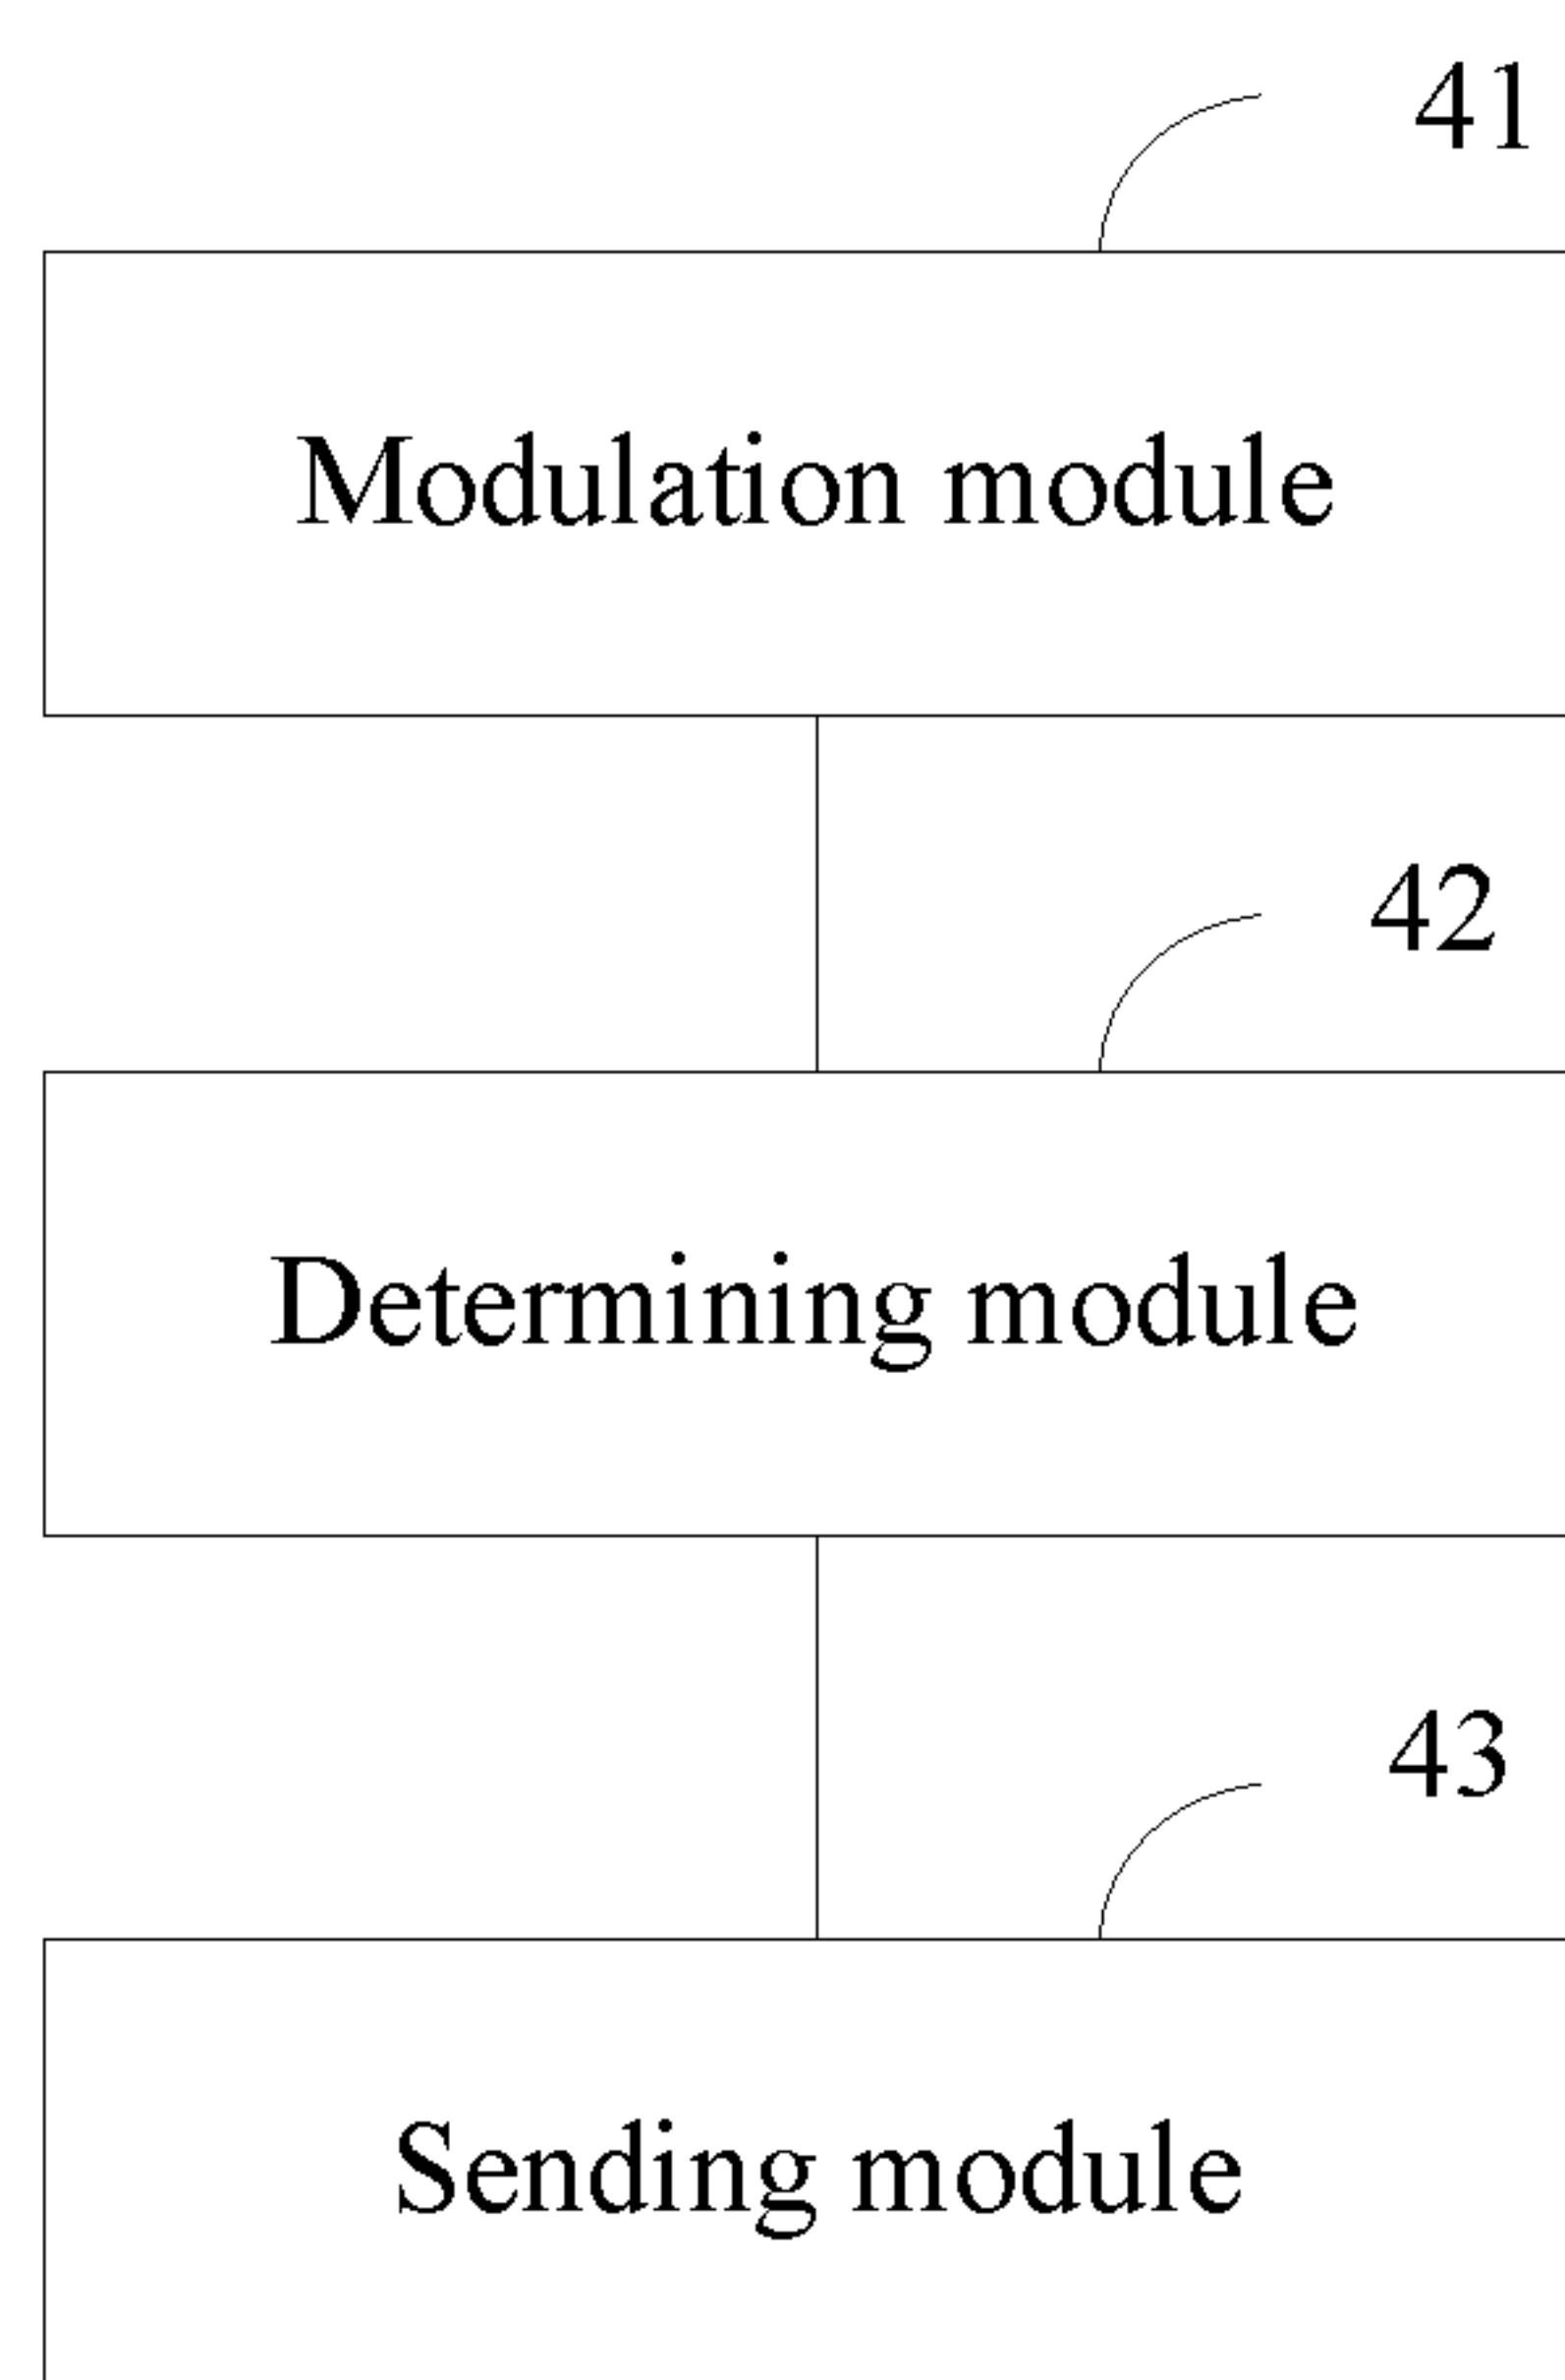 41
Modulation module
42
Determining module
43
Sending module